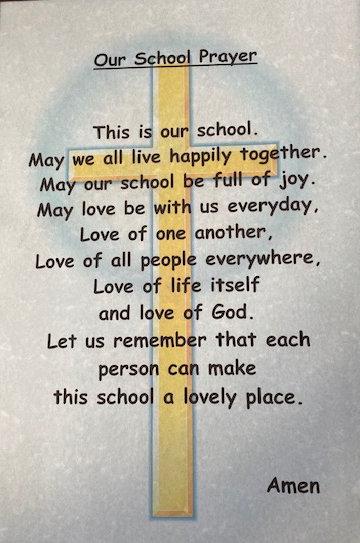 Our School Prayer
This is our school.
May we all live happily together.
May our school be full of joy.
May love be with us everyday,
Love of one another,
Love of all people everywhere,
Love of life itself
and love of God.
Let us remember that each
person can make
this school a lovely place.
Amen